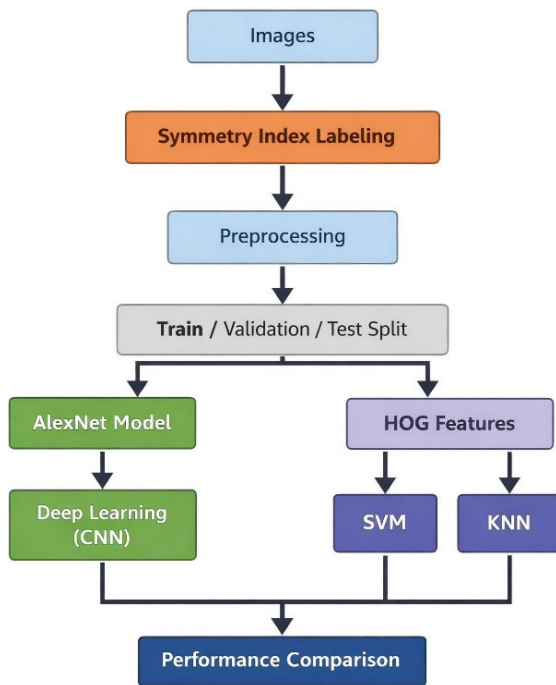 Images
Symmetry Index Labeling
Preprocessing
Train / Validation / Test Split
AlexNet Model
HOG Features
Deep Learning
(CNN)
SVM
KNN
Performance Comparison